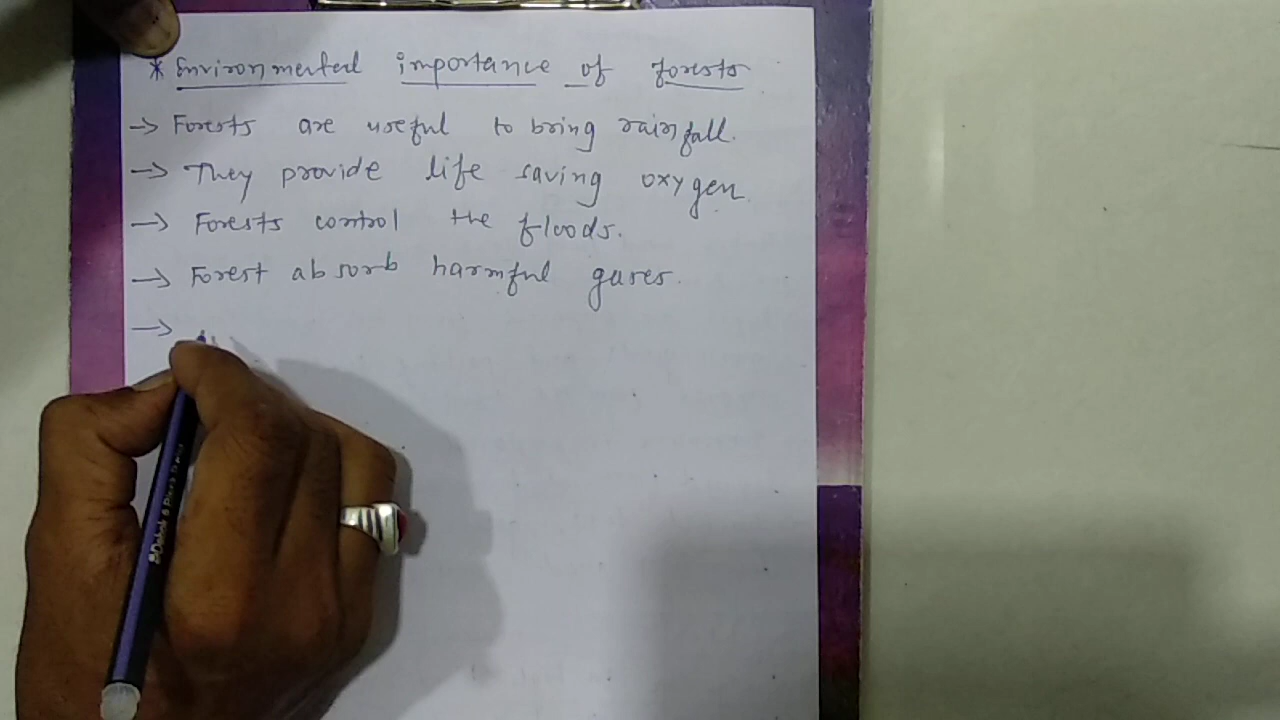 * Environmental importance of forests
→ Forests are useful to bring rainfall.
→ They provide life saving oxygen
→ Forests control the floods.
→ Forest absorb harmful gases.
→